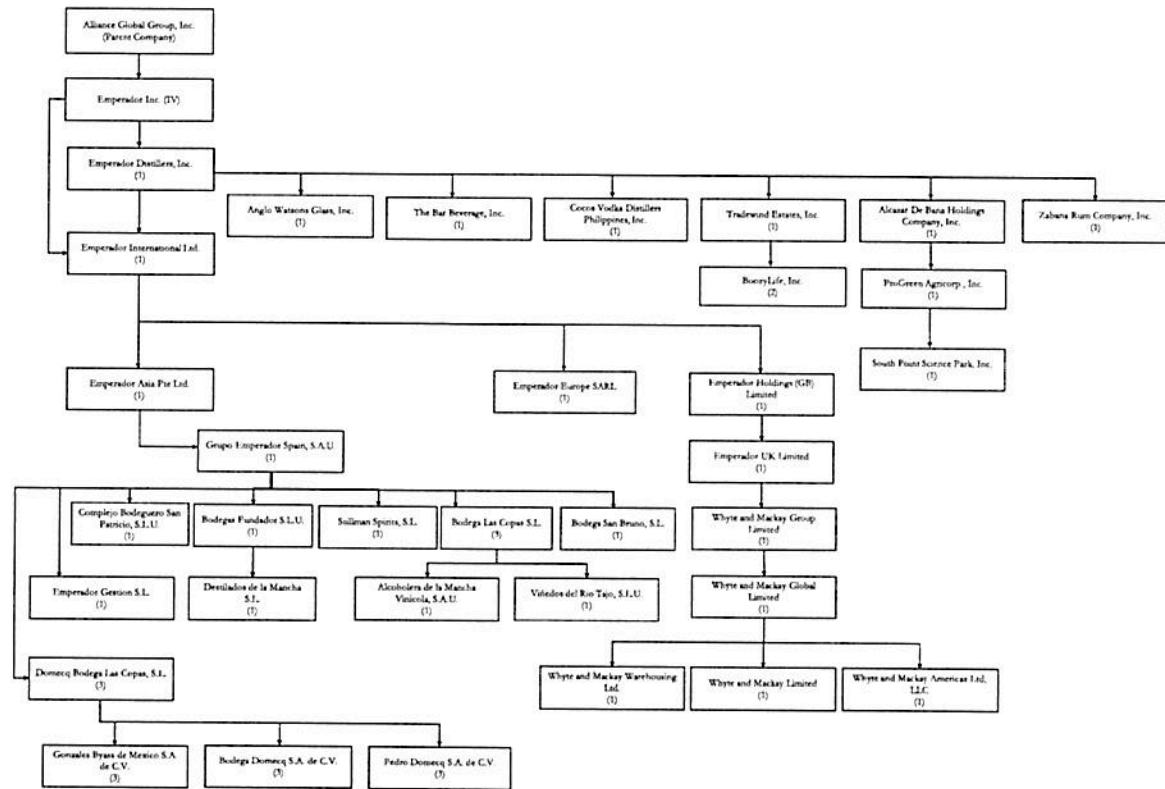 Alliance Global Group, Inc.
(Parent Company)
Emperador Inc. (IV)
Emperador Distillers, Inc.
(1)
Anglo Watsons Glass, Inc.
(1)
The Bar Beverage, Inc.
(1)
Cocos Vodka Distillers
Philippines, Inc.
(1)
Tradewind Estates, Inc.
(1)
Alcazar De Bana Holdings
Company, Inc.
(1)
Zabana Rum Company, Inc.
(1)
Emperador International Ltd.
(1)
BoozyLife, Inc.
(2)
ProGreen Agricorp., Inc.
(1)
South Point Science Park, Inc.
(1)
Emperador Asia Pte Ltd.
(1)
Emperador Europe SARL
(1)
Emperador Holdings (GB)
Limited
(1)
Grupo Emperador Spain, S.A.U.
(1)
Emperador UK Limited
(1)
Complejo Bodeguero San
Patricio, S.L.U.
(1)
Bodegas Fundador S.L.U.
(1)
Stillman Spirits, S.L.
(1)
Bodega Las Copas S.L.
(3)
Bodega San Bruno, S.L.
(1)
Whyte and Mackay Group
Limited
(1)
Emperador Gestion S.L.
(1)
Destilados de la Mancha
S.L.
(1)
Alcoholera de la Mancha
Vinicola, S.A.U.
(1)
Viñedos del Rio Tajo, S.L.U.
(1)
Whyte and Mackay Global
Limited
(1)
Domecq Bodega Las Copas, S.L.
(3)
Whyte and Mackay Warehousing
Ltd.
(1)
Whyte and Mackay Limited
(1)
Whyte and Mackay Americas Ltd,
LLC
(1)
Gonzales Byass de Mexico S.A.
de C.V.
(3)
Bodega Domecq S.A. de C.V.
(3)
Pedro Domecq S.A. de C.V.
(3)